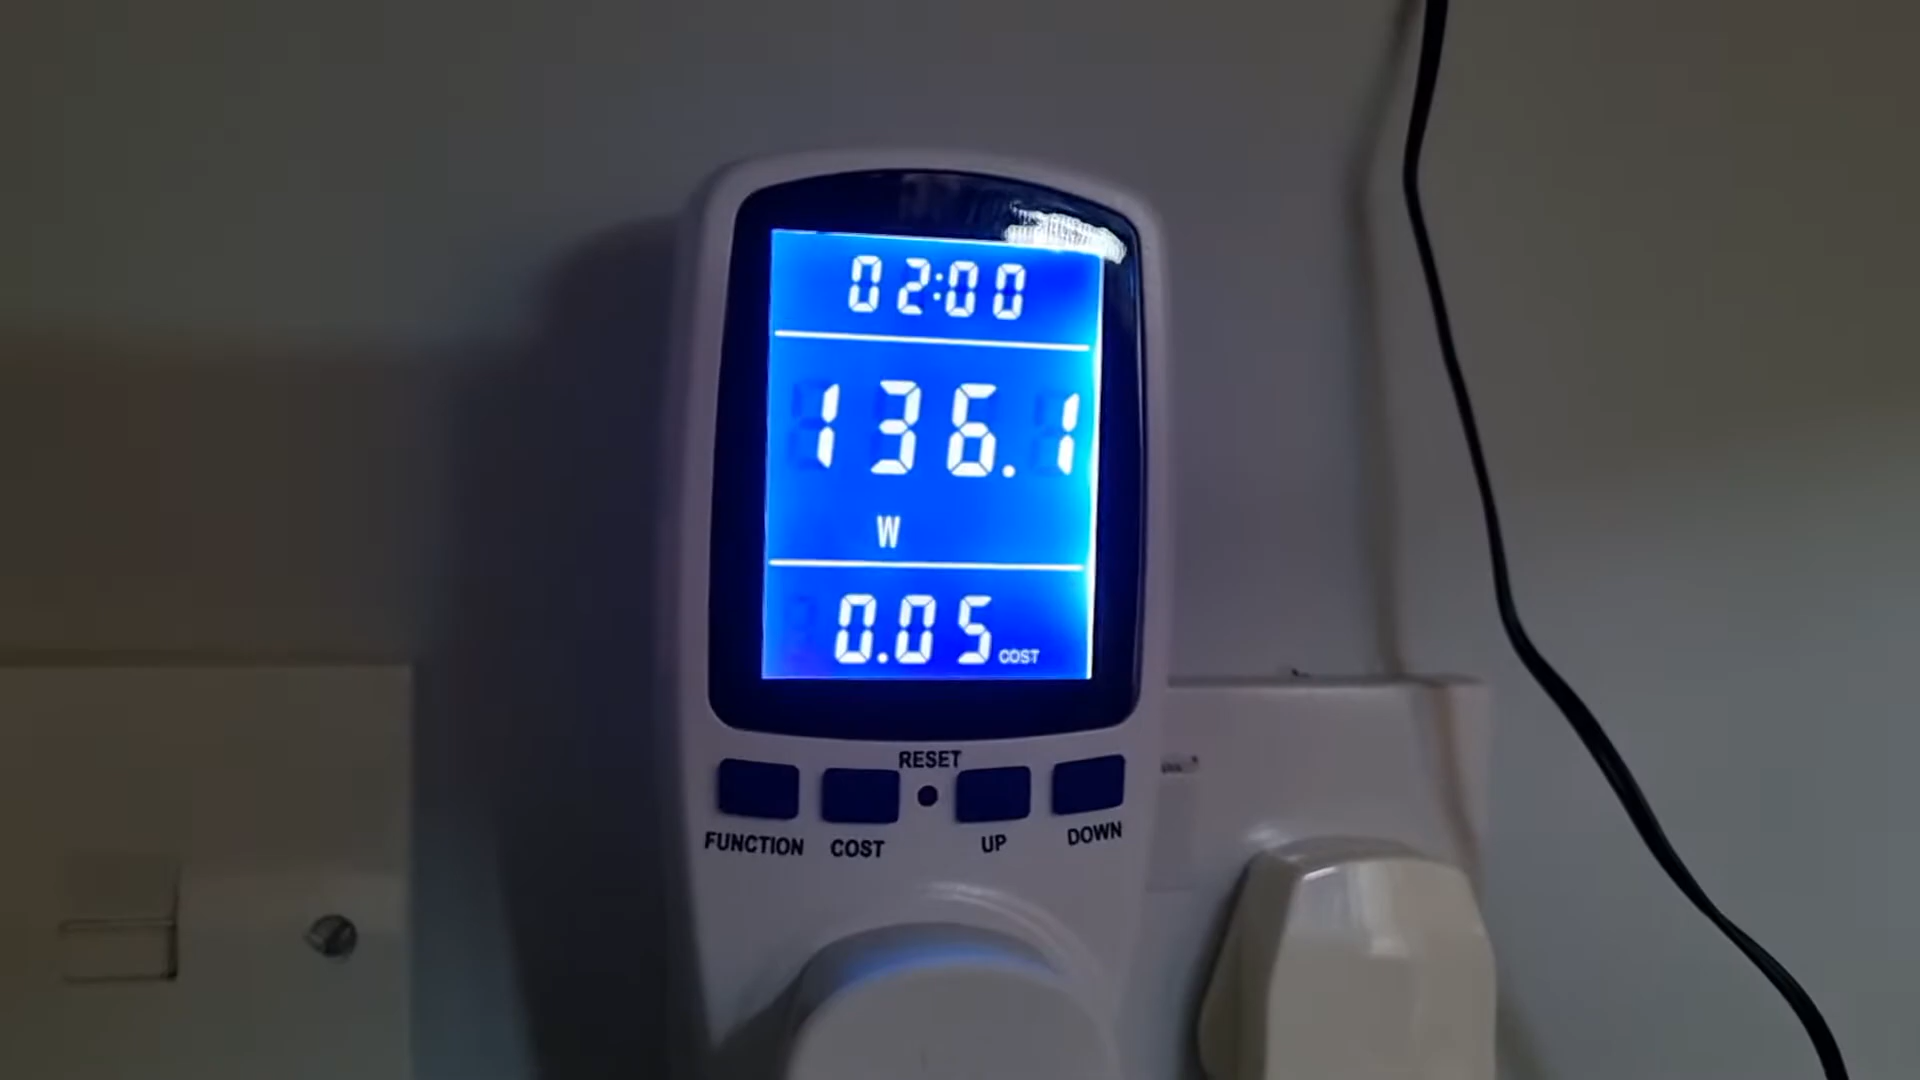 02:00
136.1
W
0.05 COST
RESET
FUNCTION COST UP DOWN